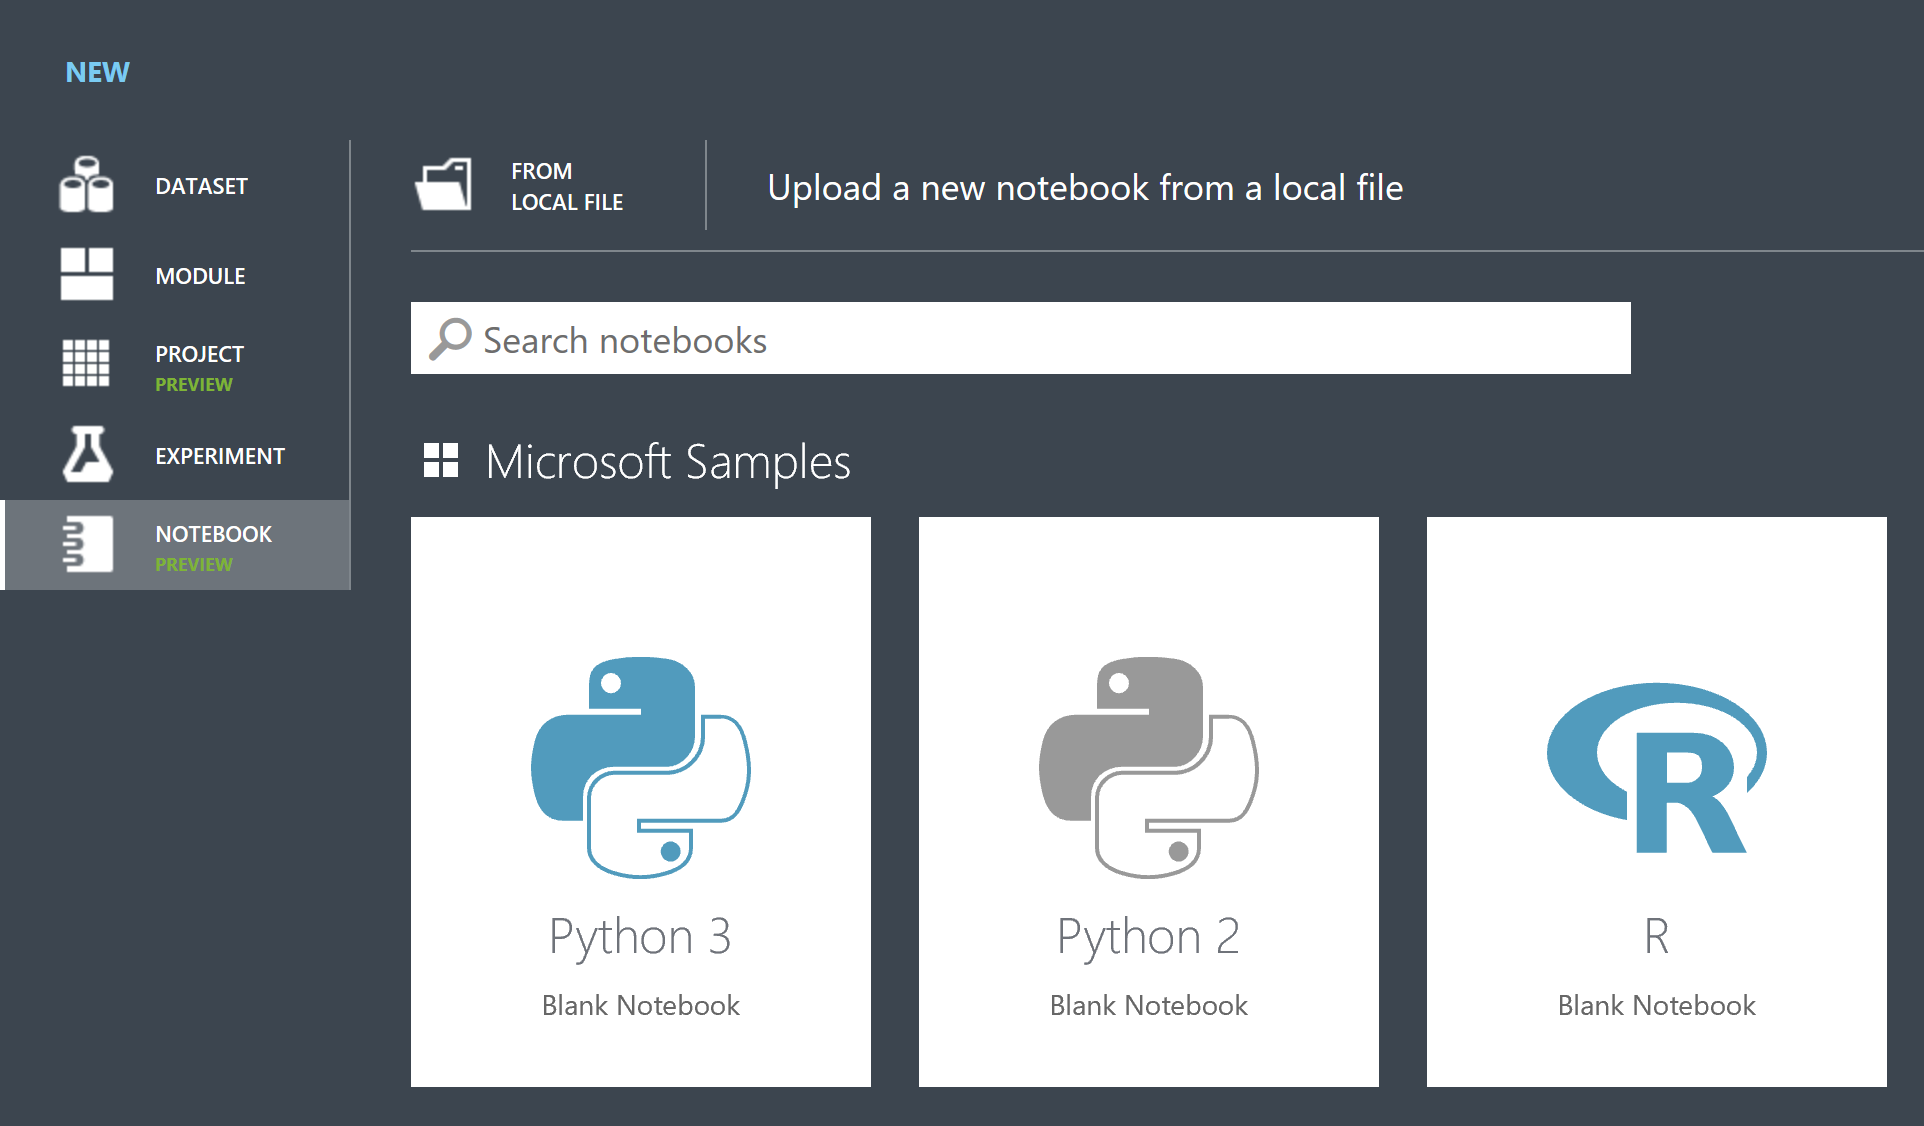 NEW
DATASET
MODULE
PROJECT
PREVIEW
EXPERIMENT
NOTEBOOK
PREVIEW
FROM
LOCAL FILE
Upload a new notebook from a local file
Search notebooks
Microsoft Samples
Python 3
Blank Notebook
Python 2
Blank Notebook
R
R
Blank Notebook